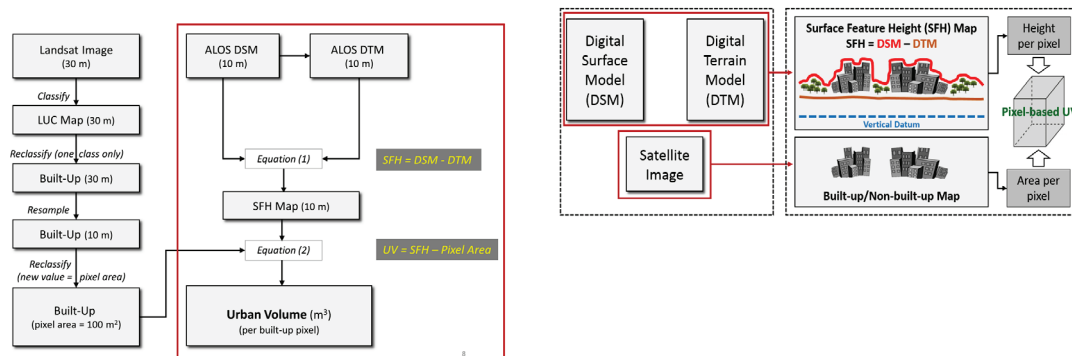 Landsat Image
(30 m)
Classify
LUC Map (30 m)
Reclassify (one class only)
Built-Up
(30 m)
Resample
Built-Up
(10 m)
Reclassify
(new value = pixel area)
Built-Up
(pixel area = 100 m²)
ALOS DSM
(10 m)
ALOS DTM
(10 m)
Equation (1)
SFH = DSM - DTM
SFH Map (10 m)
Equation (2)
UV = SFH – Pixel Area
Urban Volume (m³)
(per built-up pixel)
Digital
Surface
Model
(DSM)
Digital
Terrain
Model
(DTM)
Satellite
Image
Surface Feature Height (SFH) Map
SFH = DSM – DTM
Vertical Datum
Built-up/Non-built-up Map
Height
per pixel
Pixel-based UV
Area per
pixel